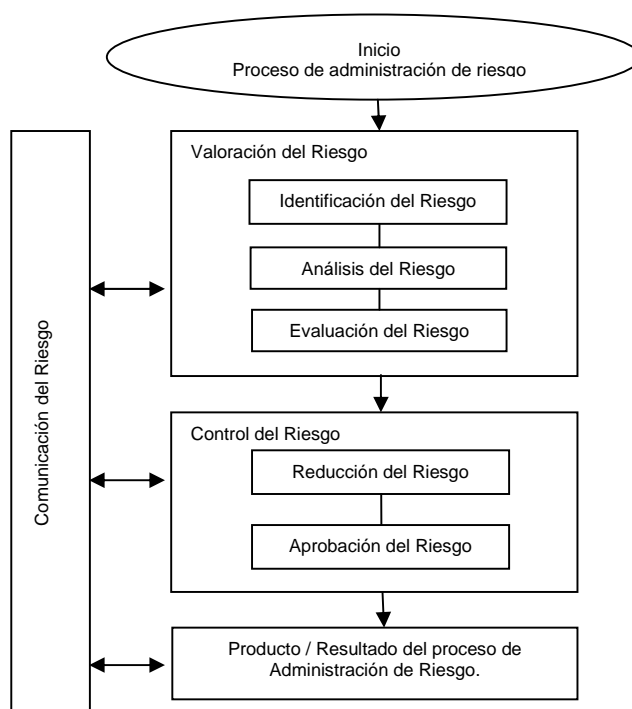 Inicio
Proceso de administración de riesgo
Valoración del Riesgo
Identificación del Riesgo
Análisis del Riesgo
Evaluación del Riesgo
Comunicación del Riesgo
Control del Riesgo
Reducción del Riesgo
Aprobación del Riesgo
Producto / Resultado del proceso de
Administración de Riesgo.